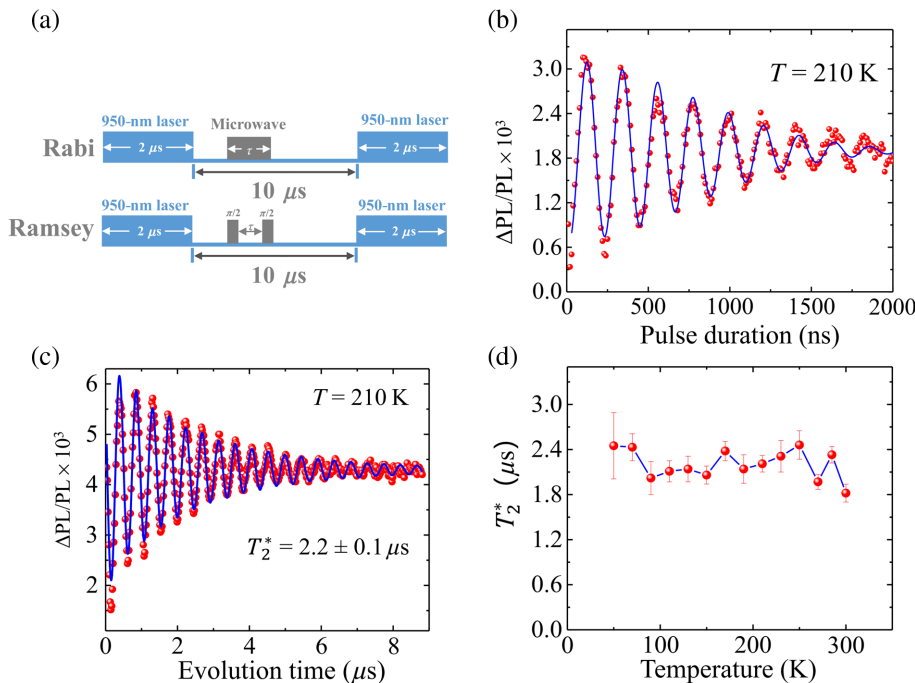 (a)
950-nm laser
Microwave
950-nm laser
Rabi
2 μs
τ
2 μs
10 μs
950-nm laser
π/2
π/2
950-nm laser
Ramsey
2 μs
τ
2 μs
10 μs
(b)
T = 210 K
ΔPL/PL × 10³
3.0
2.4
1.8
1.2
0.6
0.0
0
500
1000
1500
2000
Pulse duration (ns)
(c)
T = 210 K
ΔPL/PL × 10³
6
5
4
3
2
T₂* = 2.2 ± 0.1 μs
0
2
4
6
8
Evolution time (μs)
(d)
T₂* (μs)
3.0
2.4
1.8
1.2
0.6
0.0
0
100
200
300
Temperature (K)